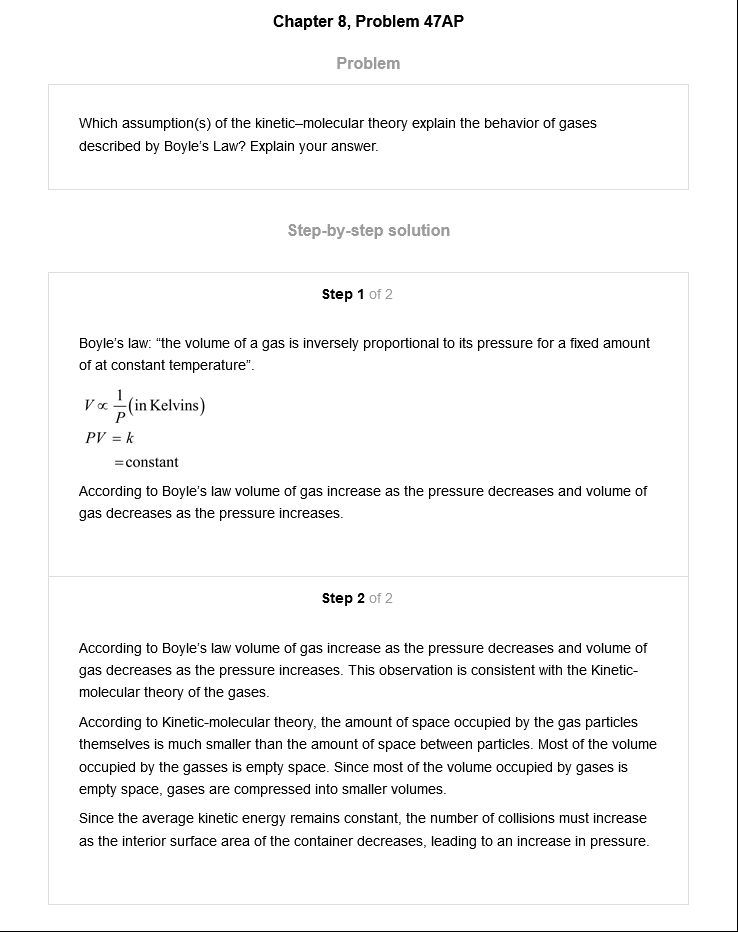 Chapter 8, Problem 47AP
Problem
Which assumption(s) of the kinetic–molecular theory explain the behavior of gases
described by Boyle's Law? Explain your answer.
Step-by-step solution
Step 1 of 2
Boyle's law: “the volume of a gas is inversely proportional to its pressure for a fixed amount
of at constant temperature”.
V ∝ 1/P (in Kelvins)
PV = k
= constant
According to Boyle's law volume of gas increase as the pressure decreases and volume of
gas decreases as the pressure increases.
Step 2 of 2
According to Boyle's law volume of gas increase as the pressure decreases and volume of
gas decreases as the pressure increases. This observation is consistent with the Kinetic-
molecular theory of the gases.
According to Kinetic-molecular theory, the amount of space occupied by the gas particles
themselves is much smaller than the amount of space between particles. Most of the volume
occupied by the gasses is empty space. Since most of the volume occupied by gases is
empty space, gases are compressed into smaller volumes.
Since the average kinetic energy remains constant, the number of collisions must increase
as the interior surface area of the container decreases, leading to an increase in pressure.